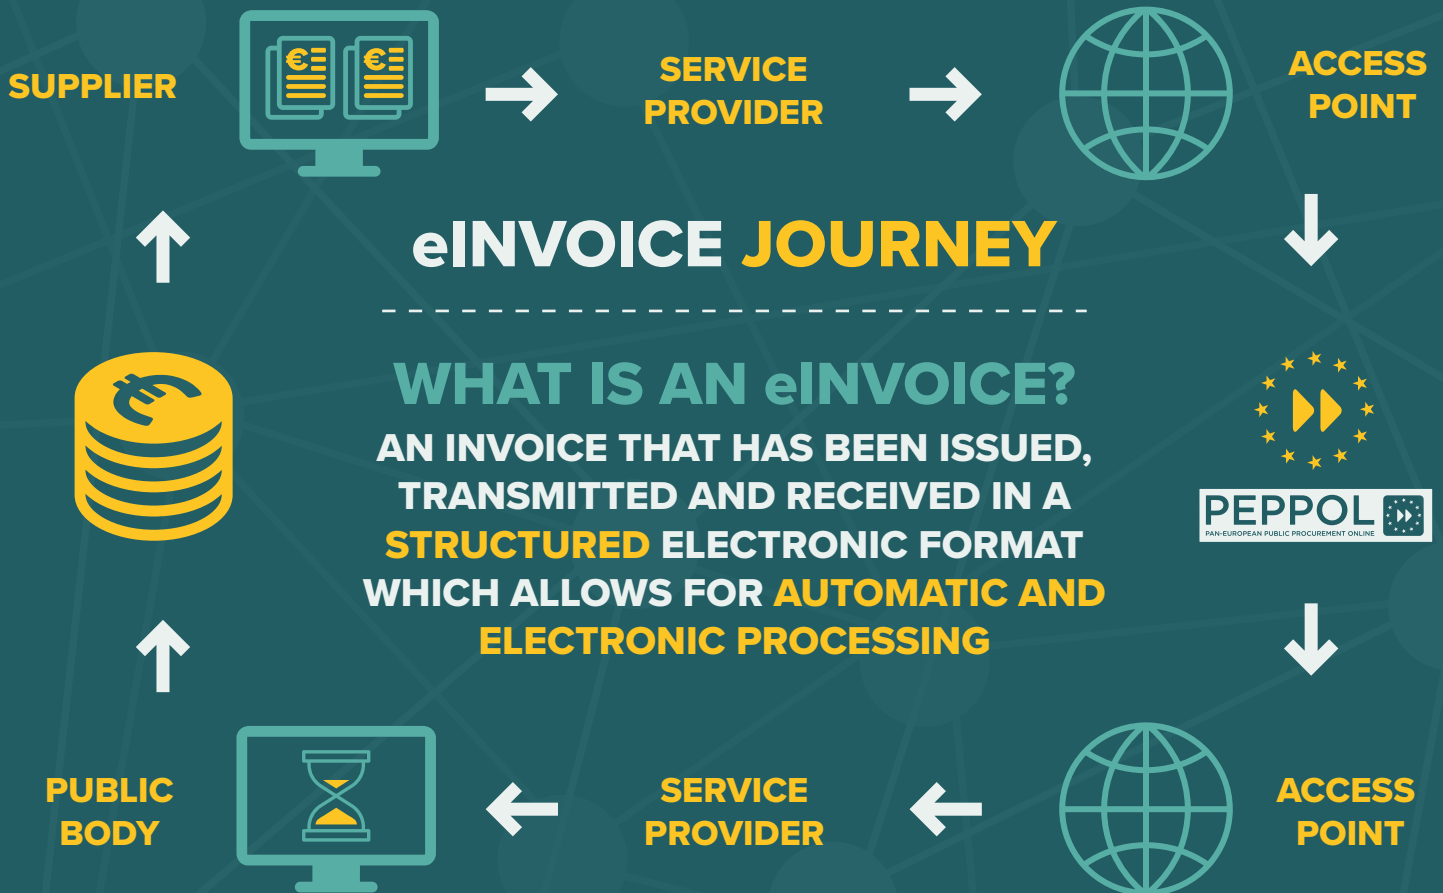 SUPPLIER
SERVICE
PROVIDER
ACCESS
POINT
eINVOICE JOURNEY
WHAT IS AN eINVOICE?
AN INVOICE THAT HAS BEEN ISSUED,
TRANSMITTED AND RECEIVED IN A
STRUCTURED ELECTRONIC FORMAT
WHICH ALLOWS FOR AUTOMATIC AND
ELECTRONIC PROCESSING
PEPPOL
PAN-EUROPEAN PUBLIC PROCUREMENT ONLINE
PUBLIC
BODY
SERVICE
PROVIDER
ACCESS
POINT